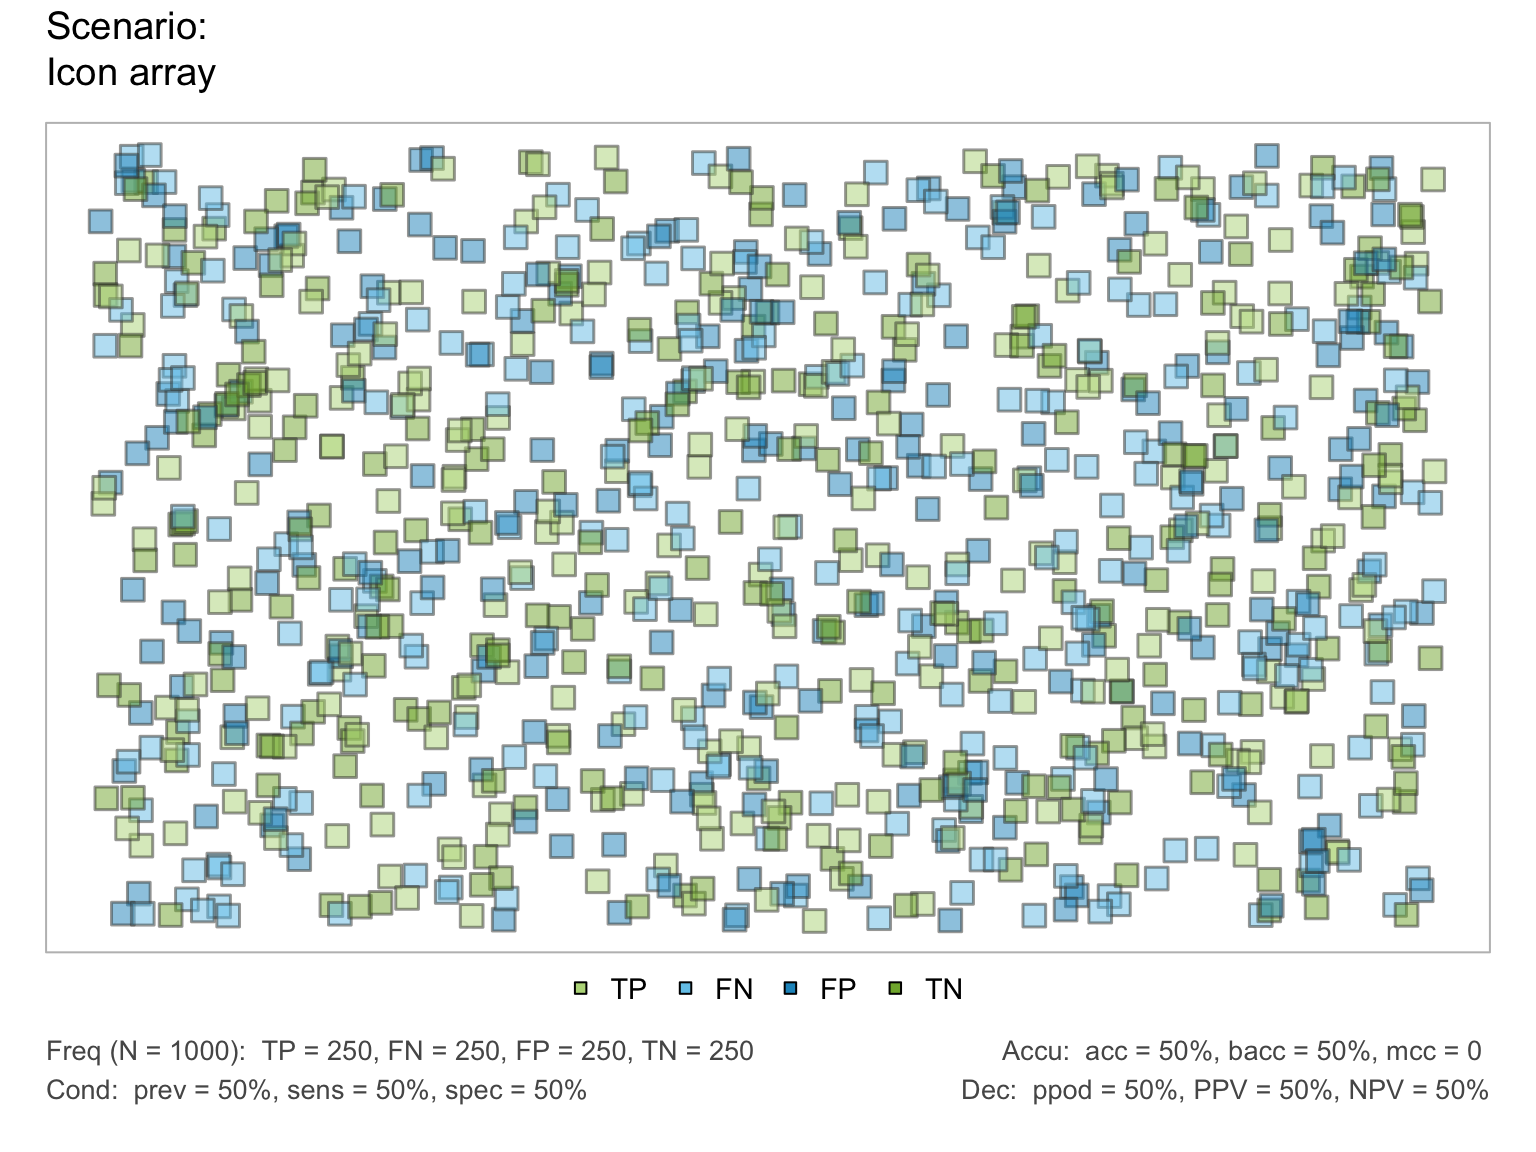 Scenario:
Icon array
TP FN FP TN
Freq (N = 1000):  TP = 250, FN = 250, FP = 250, TN = 250
Accu:  acc = 50%, bacc = 50%, mcc = 0
Cond:  prev = 50%, sens = 50%, spec = 50%
Dec:  ppod = 50%, PPV = 50%, NPV = 50%